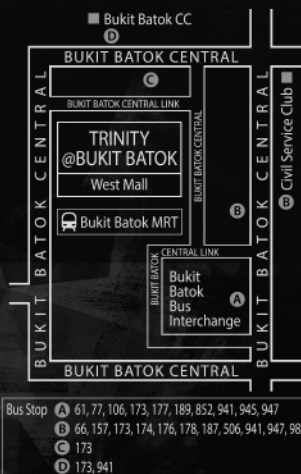 Bukit Batok CC
D
BUKIT BATOK CENTRAL
C
BUKIT BATOK CENTRAL LINK
BUKIT BATOK CENTRAL
BUKIT BATOK CENTRAL
BUKIT BATOK CENTRAL
B Civil Service Club
TRINITY
@BUKIT BATOK
West Mall
Bukit Batok MRT
B
CENTRAL LINK
BUKIT BATOK
Bukit
Batok
Bus
Interchange
A
BUKIT BATOK CENTRAL
Bus Stop A 61, 77, 106, 173, 177, 189, 852, 941, 945, 947
B 66, 157, 173, 174, 176, 178, 187, 506, 941, 947, 98
C 173
D 173, 941